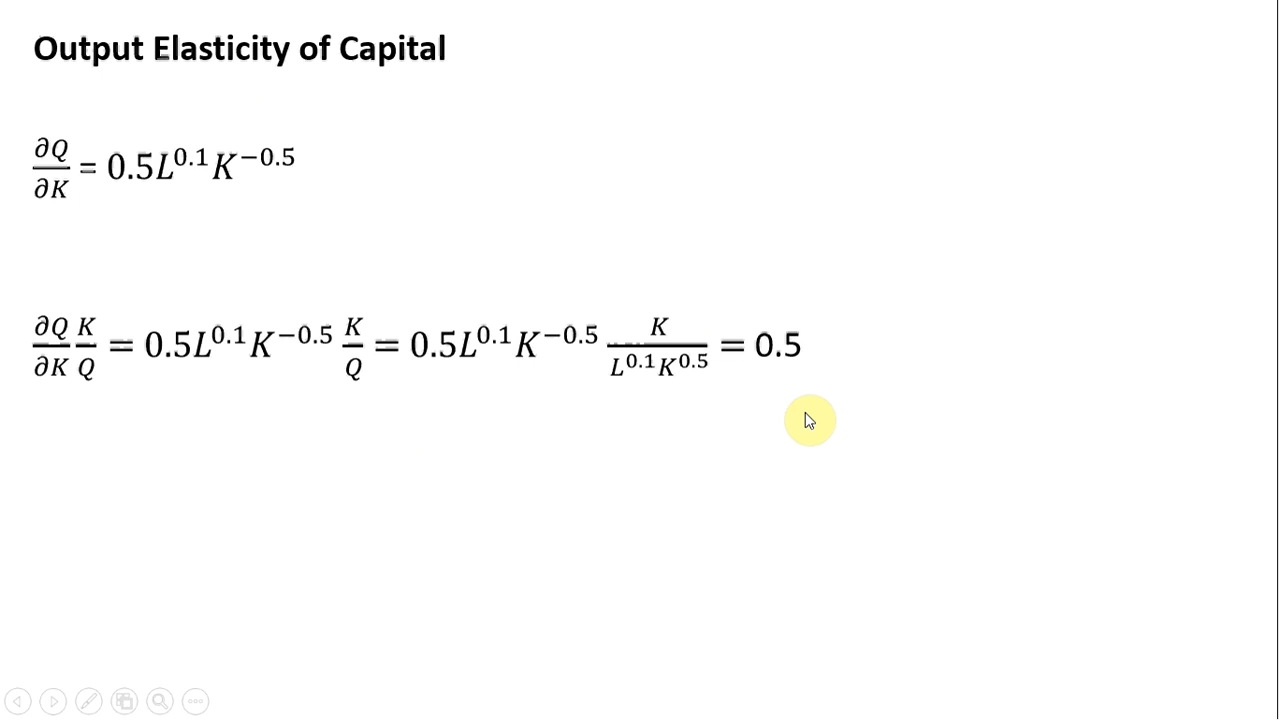 Output Elasticity of Capital
∂Q/∂K = 0.5L^0.1 K^−0.5
∂Q/∂K K/Q = 0.5L^0.1 K^−0.5 K/Q = 0.5L^0.1 K^−0.5 K/(L^0.1 K^0.5) = 0.5